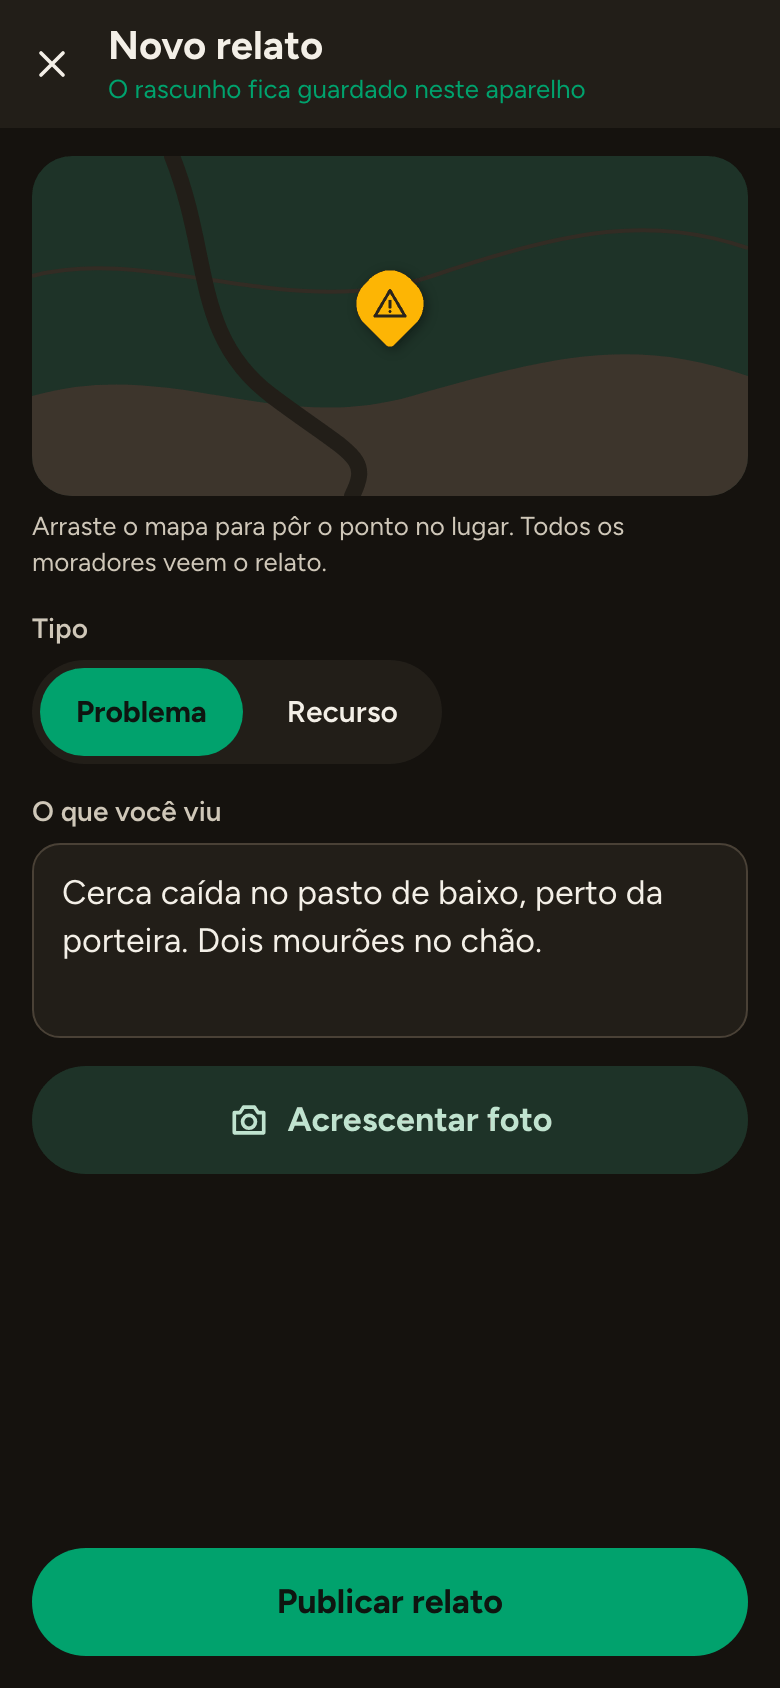 Novo relato
O rascunho fica guardado neste aparelho
Arraste o mapa para pôr o ponto no lugar. Todos os
moradores veem o relato.
Tipo
Problema
Recurso
O que você viu
Cerca caída no pasto de baixo, perto da
porteira. Dois mourões no chão.
Acrescentar foto
Publicar relato